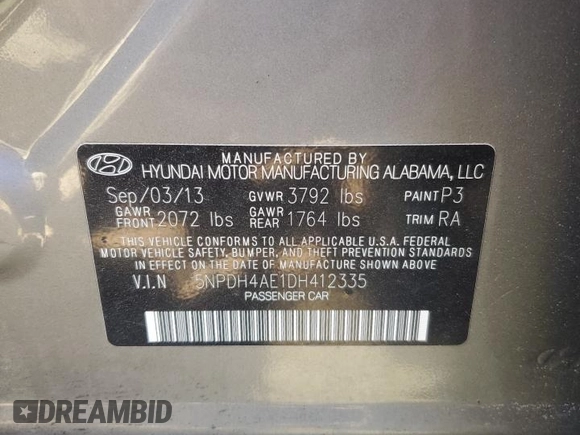 MANUFACTURED BY
HYUNDAI MOTOR MANUFACTURING ALABAMA, LLC
Sep/03/13 GVWR 3792 lbs PAINT P3
GAWR FRONT 2072 lbs GAWR REAR 1764 lbs TRIM RA
THIS VEHICLE CONFORMS TO ALL APPLICABLE U.S.A. FEDERAL
MOTOR VEHICLE SAFETY, BUMPER, AND THEFT PREVENTION STANDARDS
IN EFFECT ON THE DATE OF MANUFACTURE SHOWN ABOVE.
V.I.N 5NPDH4AE1DH412335
PASSENGER CAR
DREAMBID